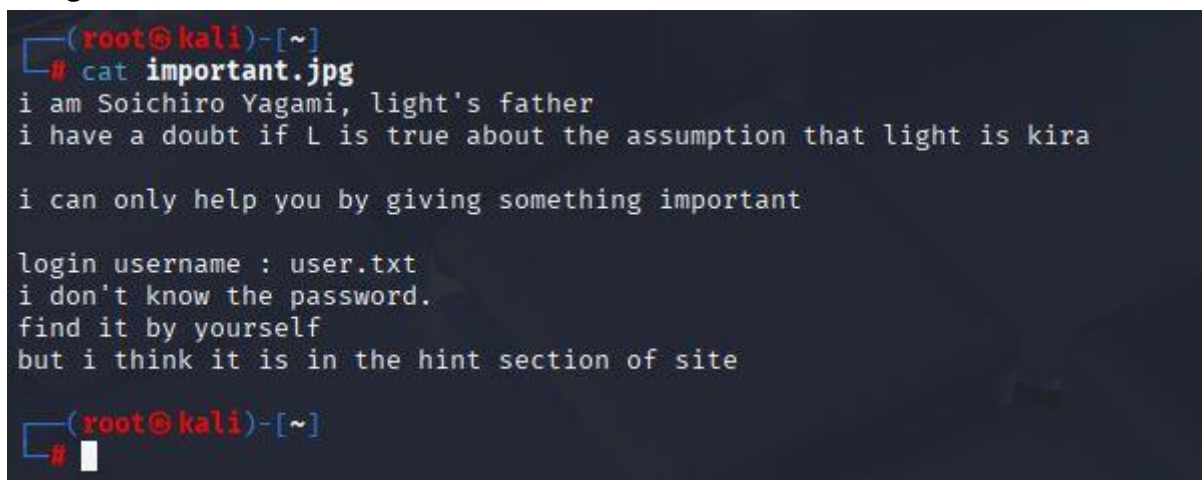 ┌──(root㉿kali)-[~]
└─# cat important.jpg
i am Soichiro Yagami, light's father
i have a doubt if L is true about the assumption that light is kira
i can only help you by giving something important
login username : user.txt
i don't know the password.
find it by yourself
but i think it is in the hint section of site
┌──(root㉿kali)-[~]
└─#